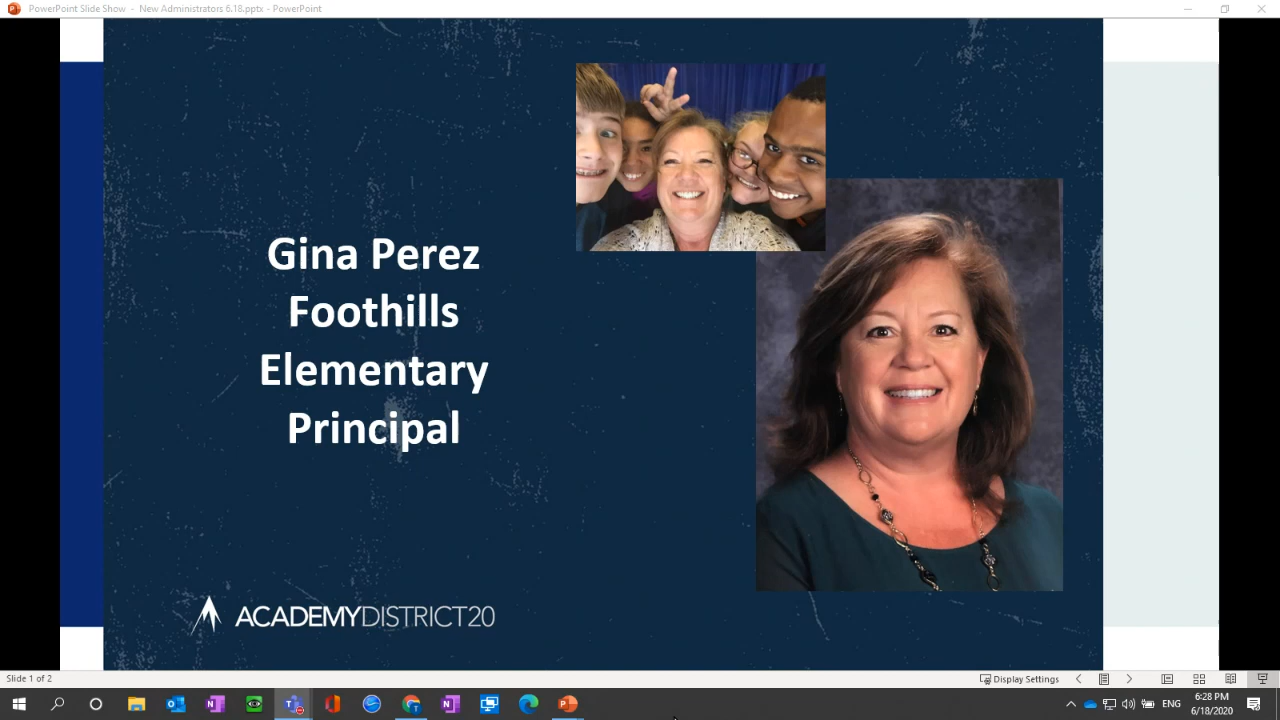 PowerPoint Slide Show - New Administrators 6.18.pptx - PowerPoint
Gina Perez
Foothills
Elementary
Principal
ACADEMYDISTRICT20
Slide 1 of 2
Display Settings
ENG
6:28 PM
6/18/2020